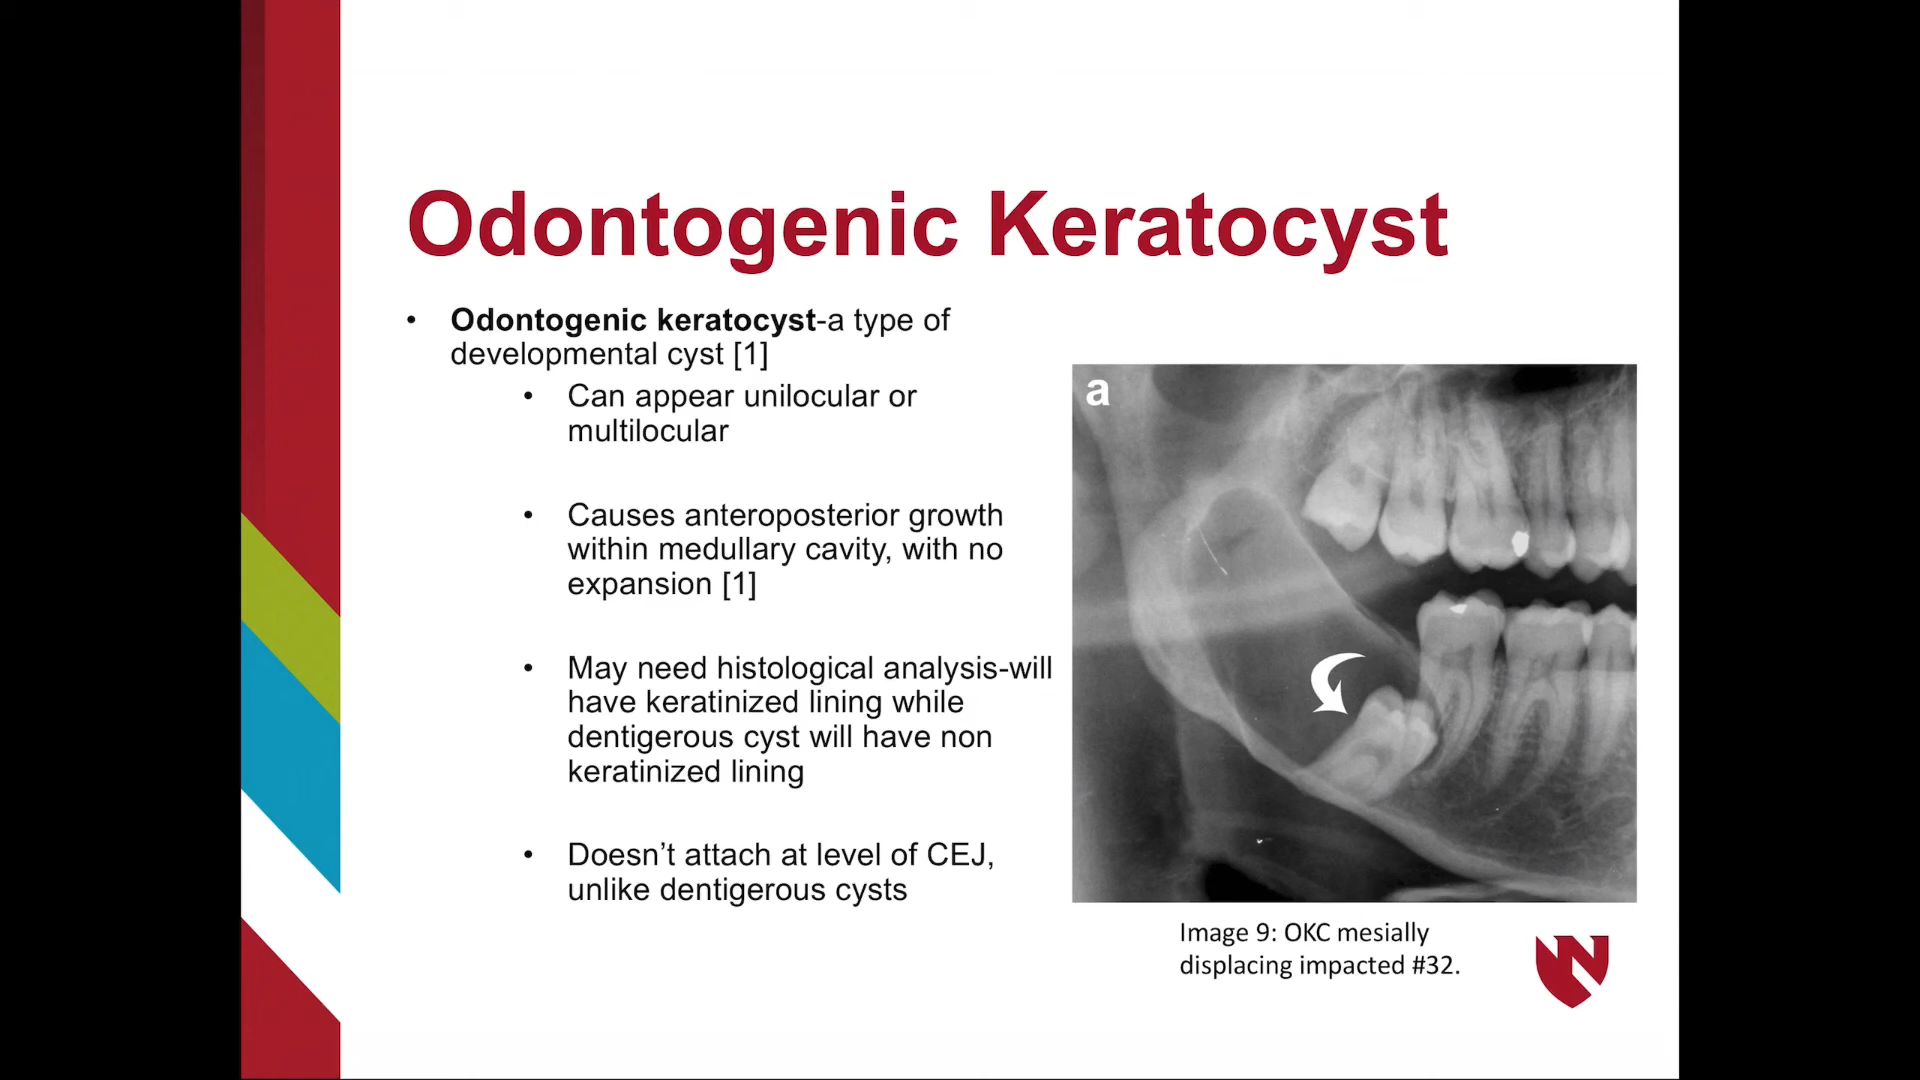 Odontogenic Keratocyst
• Odontogenic keratocyst-a type of
developmental cyst [1]
• Can appear unilocular or
multilocular
• Causes anteroposterior growth
within medullary cavity, with no
expansion [1]
• May need histological analysis-will
have keratinized lining while
dentigerous cyst will have non
keratinized lining
• Doesn’t attach at level of CEJ,
unlike dentigerous cysts
a
Image 9: OKC mesially
displacing impacted #32.
N